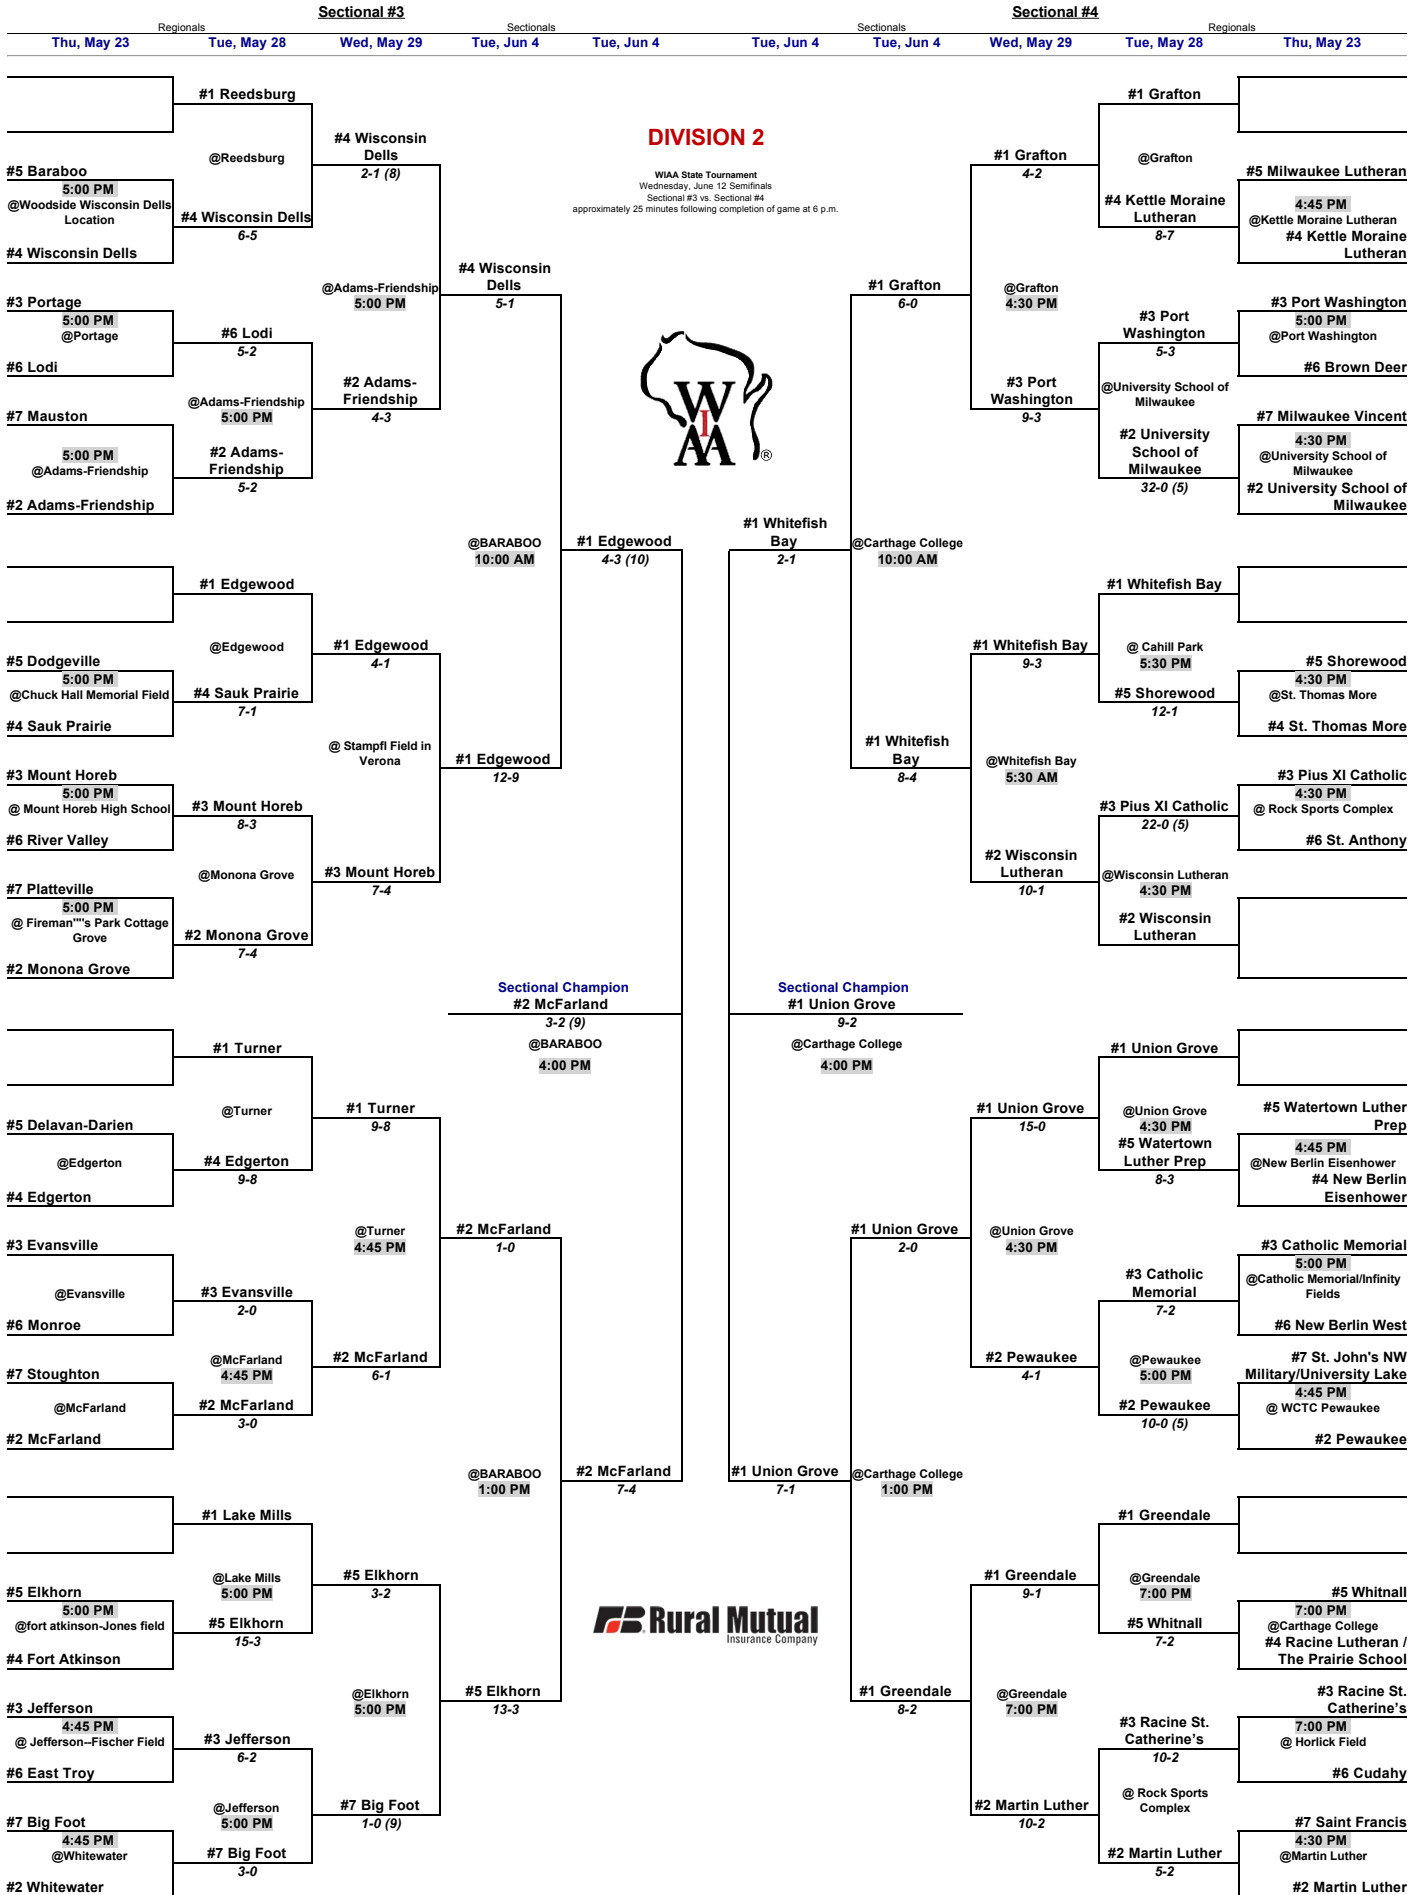 Sectional #3
Sectional #4
Regionals
Sectionals
Sectionals
Regionals
Thu, May 23
Tue, May 28
Wed, May 29
Tue, Jun 4
Tue, Jun 4
Tue, Jun 4
Tue, Jun 4
Wed, May 29
Tue, May 28
Thu, May 23
DIVISION 2
WIAA State Tournament
Wednesday, June 12 Semifinals
Sectional #3 vs. Sectional #4
approximately 25 minutes following completion of game at 6 p.m.
#5 Baraboo
5:00 PM
@Woodside Wisconsin Dells
Location
#4 Wisconsin Dells
#3 Portage
5:00 PM
@Portage
#6 Lodi
#7 Mauston
5:00 PM
@Adams-Friendship
#2 Adams-Friendship
#5 Dodgeville
5:00 PM
@Chuck Hall Memorial Field
#4 Sauk Prairie
#3 Mount Horeb
5:00 PM
@ Mount Horeb High School
#6 River Valley
#7 Platteville
5:00 PM
@ Fireman""'s Park Cottage
Grove
#2 Monona Grove
#5 Delavan-Darien
@Edgerton
#4 Edgerton
#3 Evansville
@Evansville
#6 Monroe
#7 Stoughton
@McFarland
#2 McFarland
#5 Elkhorn
5:00 PM
@fort atkinson-Jones field
#4 Fort Atkinson
#3 Jefferson
4:45 PM
@ Jefferson--Fischer Field
#6 East Troy
#7 Big Foot
4:45 PM
@Whitewater
#2 Whitewater
#1 Reedsburg
@Reedsburg
#4 Wisconsin Dells
6-5
#6 Lodi
5-2
@Adams-Friendship
5:00 PM
#2 Adams-
Friendship
5-2
#1 Edgewood
@Edgewood
#4 Sauk Prairie
7-1
#3 Mount Horeb
8-3
@Monona Grove
#2 Monona Grove
7-4
#1 Turner
@Turner
#4 Edgerton
9-8
#3 Evansville
2-0
@McFarland
4:45 PM
#2 McFarland
3-0
#1 Lake Mills
@Lake Mills
5:00 PM
#5 Elkhorn
15-3
#3 Jefferson
6-2
@Jefferson
5:00 PM
#7 Big Foot
3-0
#4 Wisconsin
Dells
2-1 (8)
@Adams-Friendship
5:00 PM
#2 Adams-
Friendship
4-3
#1 Edgewood
4-1
@ Stampfl Field in
Verona
#3 Mount Horeb
7-4
#1 Turner
9-8
@Turner
4:45 PM
#2 McFarland
6-1
#5 Elkhorn
3-2
@Elkhorn
5:00 PM
#7 Big Foot
1-0 (9)
#4 Wisconsin
Dells
5-1
@BARABOO
10:00 AM
#1 Edgewood
12-9
#2 McFarland
1-0
@BARABOO
1:00 PM
#5 Elkhorn
13-3
#1 Edgewood
4-3 (10)
Sectional Champion
#2 McFarland
3-2 (9)
@BARABOO
4:00 PM
#2 McFarland
7-4
WIAA
®
Rural Mutual
Insurance Company
#1 Whitefish
Bay
2-1
Sectional Champion
#1 Union Grove
9-2
@Carthage College
4:00 PM
#1 Union Grove
7-1
#1 Grafton
6-0
@Carthage College
10:00 AM
#1 Whitefish
Bay
8-4
#1 Union Grove
2-0
@Carthage College
1:00 PM
#1 Greendale
8-2
#1 Grafton
4-2
@Grafton
4:30 PM
#3 Port
Washington
9-3
#1 Whitefish Bay
9-3
@Whitefish Bay
5:30 AM
#2 Wisconsin
Lutheran
10-1
#1 Union Grove
15-0
@Union Grove
4:30 PM
#2 Pewaukee
4-1
#1 Greendale
9-1
@Greendale
7:00 PM
#2 Martin Luther
10-2
#1 Grafton
@Grafton
#4 Kettle Moraine
Lutheran
8-7
#3 Port
Washington
5-3
@University School of
Milwaukee
#2 University
School of
Milwaukee
32-0 (5)
#1 Whitefish Bay
@ Cahill Park
5:30 PM
#5 Shorewood
12-1
#3 Pius XI Catholic
22-0 (5)
@Wisconsin Lutheran
4:30 PM
#2 Wisconsin
Lutheran
#1 Union Grove
@Union Grove
4:30 PM
#5 Watertown
Luther Prep
8-3
#3 Catholic
Memorial
7-2
@Pewaukee
5:00 PM
#2 Pewaukee
10-0 (5)
#1 Greendale
@Greendale
7:00 PM
#5 Whitnall
7-2
#3 Racine St.
Catherine’s
10-2
@ Rock Sports
Complex
#2 Martin Luther
5-2
#5 Milwaukee Lutheran
4:45 PM
@Kettle Moraine Lutheran
#4 Kettle Moraine
Lutheran
#3 Port Washington
5:00 PM
@Port Washington
#6 Brown Deer
#7 Milwaukee Vincent
4:30 PM
@University School of
Milwaukee
#2 University School of
Milwaukee
#5 Shorewood
4:30 PM
@St. Thomas More
#4 St. Thomas More
#3 Pius XI Catholic
4:30 PM
@ Rock Sports Complex
#6 St. Anthony
#5 Watertown Luther
Prep
4:45 PM
@New Berlin Eisenhower
#4 New Berlin
Eisenhower
#3 Catholic Memorial
5:00 PM
@Catholic Memorial/Infinity
Fields
#6 New Berlin West
#7 St. John's NW
Military/University Lake
4:45 PM
@ WCTC Pewaukee
#2 Pewaukee
#5 Whitnall
7:00 PM
@Carthage College
#4 Racine Lutheran /
The Prairie School
#3 Racine St.
Catherine’s
7:00 PM
@ Horlick Field
#6 Cudahy
#7 Saint Francis
4:30 PM
@Martin Luther
#2 Martin Luther